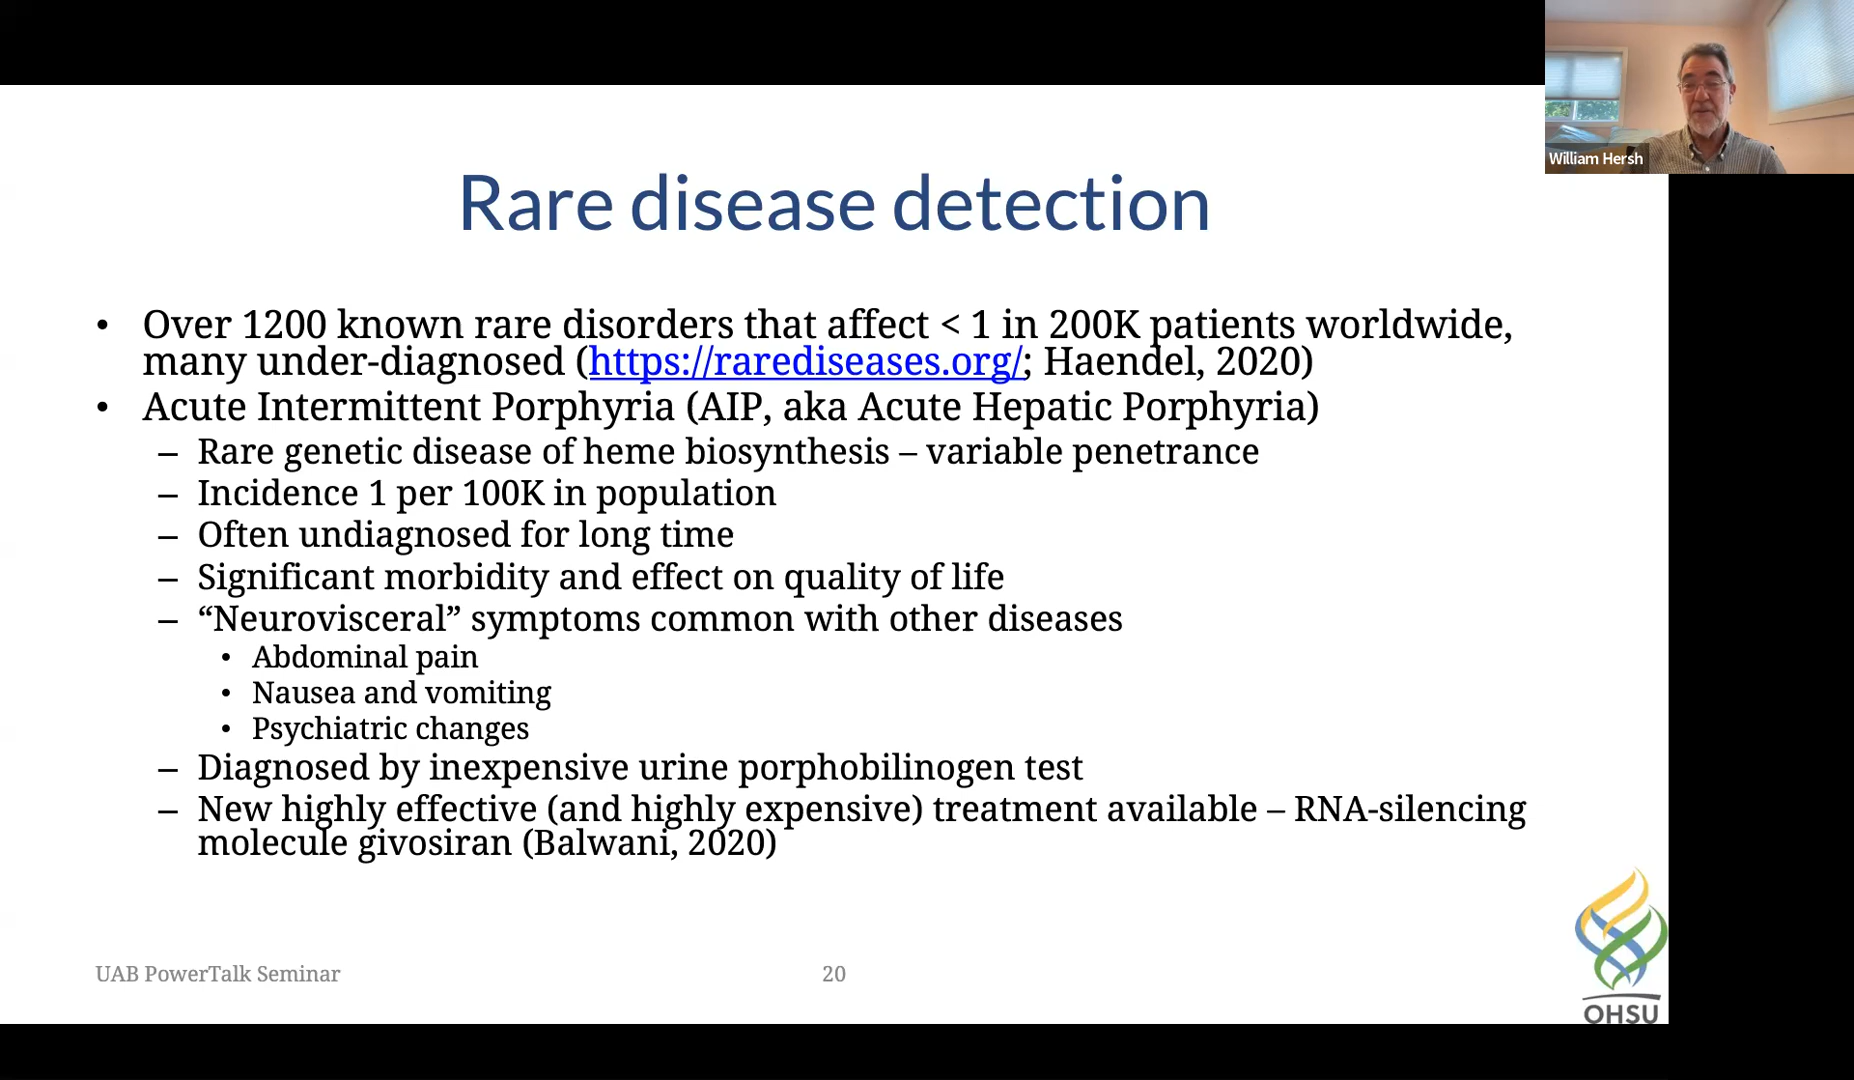 William Hersh
Rare disease detection
• Over 1200 known rare disorders that affect < 1 in 200K patients worldwide,
many under-diagnosed (https://rarediseases.org/; Haendel, 2020)
• Acute Intermittent Porphyria (AIP, aka Acute Hepatic Porphyria)
– Rare genetic disease of heme biosynthesis – variable penetrance
– Incidence 1 per 100K in population
– Often undiagnosed for long time
– Significant morbidity and effect on quality of life
– “Neurovisceral” symptoms common with other diseases
• Abdominal pain
• Nausea and vomiting
• Psychiatric changes
– Diagnosed by inexpensive urine porphobilinogen test
– New highly effective (and highly expensive) treatment available – RNA-silencing
molecule givosiran (Balwani, 2020)
UAB PowerTalk Seminar
20
OHSU